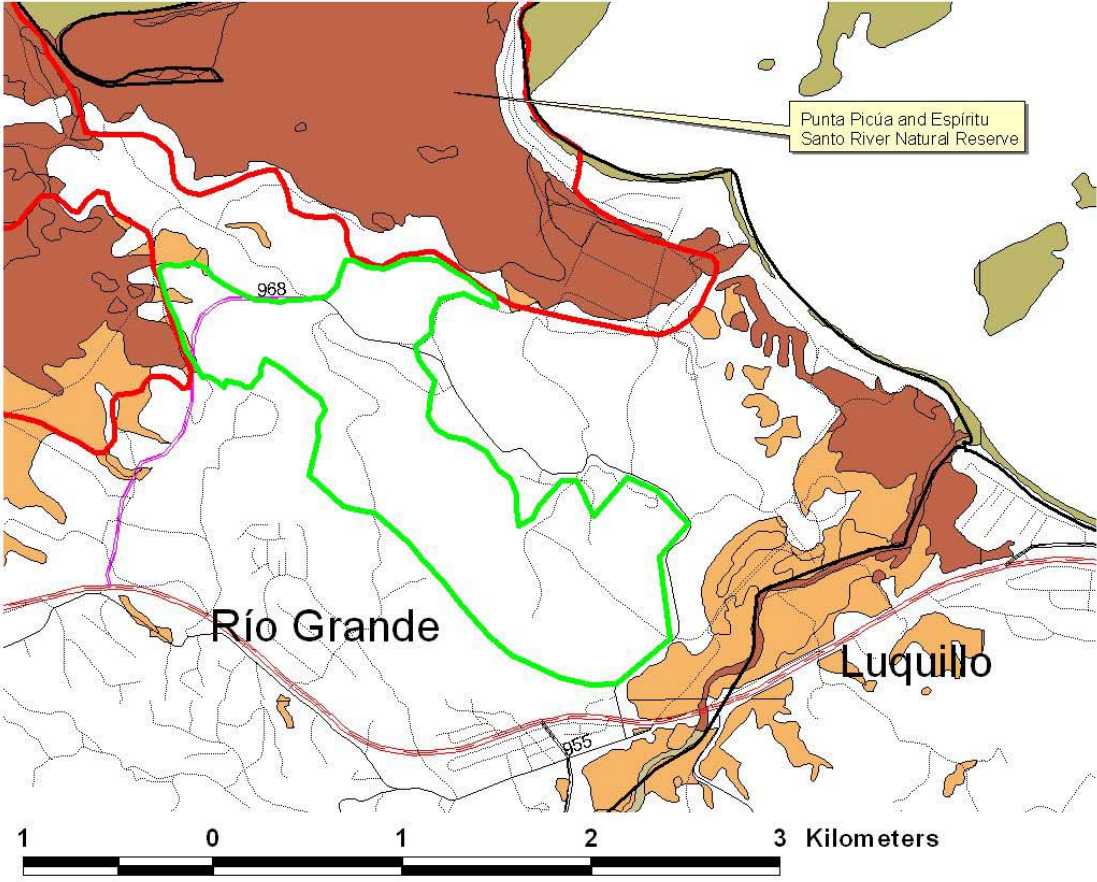 Punta Picúa and Espíritu
Santo River Natural Reserve
968
Río Grande
Luquillo
955
1 0 1 2 3 Kilometers